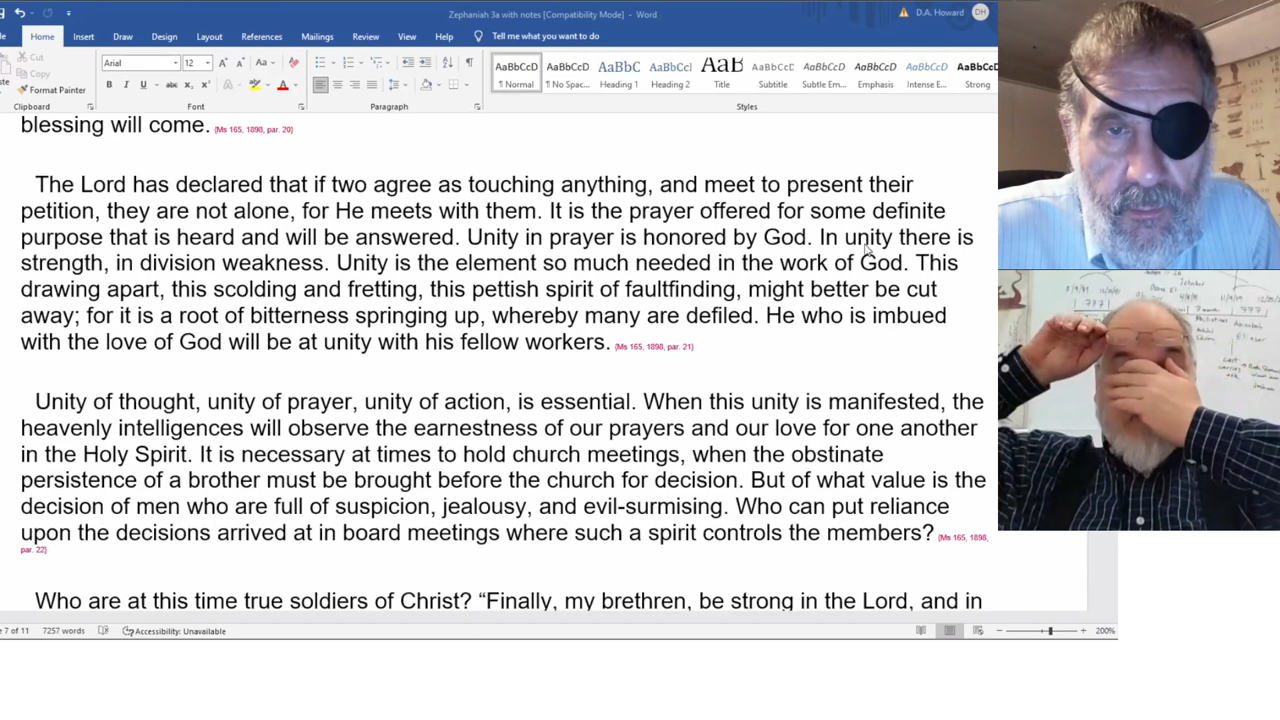 Zephaniah 3a with notes [Compatibility Mode] - Word
D.A. Howard
DH
Home Insert Draw Design Layout References Mailings Review View Help Tell me what you want to do
Cut
Copy
Format Painter
Clipboard
Arial 12
Aa
B I U abc x₂ x² A A
Font
Paragraph
AaBbCcD AaBbCcD AaBbC AaBbCcl AaB AaBbCcD AaBbCcD AaBbCcD AaBbCcD AaBbCcD
¶ Normal ¶ No Spac... Heading 1 Heading 2 Title Subtitle Subtle Em... Emphasis Intense E... Strong
Styles
blessing will come. (Ms 165, 1898, par. 20)
The Lord has declared that if two agree as touching anything, and meet to present their
petition, they are not alone, for He meets with them. It is the prayer offered for some definite
purpose that is heard and will be answered. Unity in prayer is honored by God. In unity there is
strength, in division weakness. Unity is the element so much needed in the work of God. This
drawing apart, this scolding and fretting, this pettish spirit of faultfinding, might better be cut
away; for it is a root of bitterness springing up, whereby many are defiled. He who is imbued
with the love of God will be at unity with his fellow workers. (Ms 165, 1898, par. 21)
Unity of thought, unity of prayer, unity of action, is essential. When this unity is manifested, the
heavenly intelligences will observe the earnestness of our prayers and our love for one another
in the Holy Spirit. It is necessary at times to hold church meetings, when the obstinate
persistence of a brother must be brought before the church for decision. But of what value is the
decision of men who are full of suspicion, jealousy, and evil-surmising. Who can put reliance
upon the decisions arrived at in board meetings where such a spirit controls the members? (Ms 165, 1898,
par. 22)
Who are at this time true soldiers of Christ? “Finally, my brethren, be strong in the Lord, and in
7 of 11 7257 words Accessibility: Unavailable 200%
777
777
Philistines